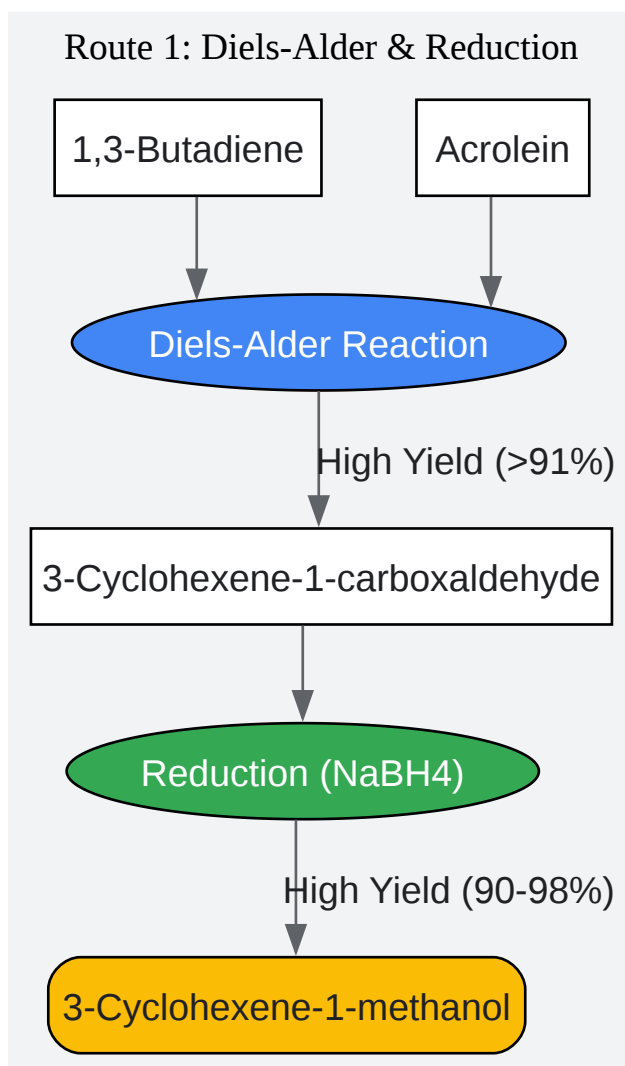 Route 1: Diels-Alder & Reduction
1,3-Butadiene
Acrolein
Diels-Alder Reaction
High Yield (>91%)
3-Cyclohexene-1-carboxaldehyde
Reduction (NaBH4)
High Yield (90-98%)
3-Cyclohexene-1-methanol